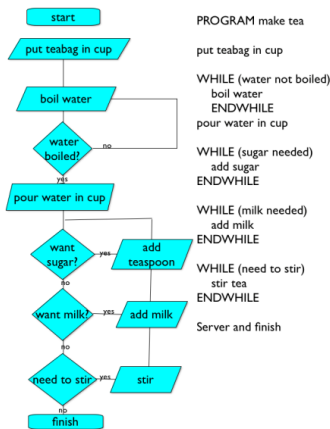 start
put teabag in cup
boil water
water
boiled?
no
yes
pour water in cup
want
sugar?
yes
add
teaspoon
no
want milk?
yes
add milk
no
need to stir
yes
stir
no
finish
PROGRAM make tea
put teabag in cup
WHILE (water not boiled)
boil water
ENDWHILE
pour water in cup
WHILE (sugar needed)
add sugar
ENDWHILE
WHILE (milk needed)
add milk
ENDWHILE
WHILE (need to stir)
stir tea
ENDWHILE
Server and finish